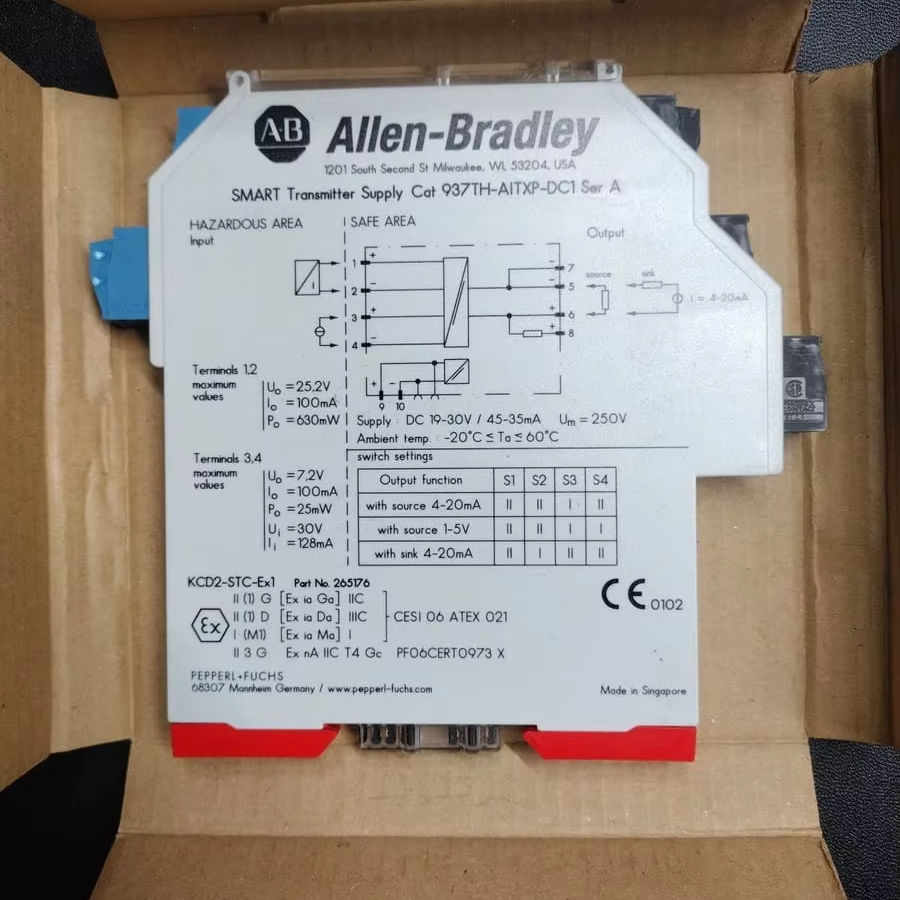 AB Allen-Bradley
1201 South Second St Milwaukee, WI, 53204, USA
SMART Transmitter Supply Cat 937TH-AITXP-DC1 Ser A
HAZARDOUS AREA
Input
SAFE AREA
Output
1 +
2 −
3 +
4 −
− 7
− 5
+ 6
− 8
source
sink
I = 4-20mA
I
+ −
9 10
Terminals 1,2
maximum
values
Uo = 25,2V
Io = 100mA
Po = 630mW
Supply : DC 19-30V / 45-35mA Um = 250V
Ambient temp. : -20°C ≤ Ta ≤ 60°C
Terminals 3,4
maximum
values
Uo = 7,2V
Io = 100mA
Po = 25mW
Ui = 30V
Ii = 128mA
switch settings
Output function S1 S2 S3 S4
with source 4-20mA II II I II
with source 1-5V II II I I
with sink 4-20mA II I II II
KCD2-STC-Ex1 Part No. 265176
II (1) G [Ex ia Ga] IIC
II (1) D [Ex ia Da] IIIC
I (M1) [Ex ia Ma] I
CESI 06 ATEX 021
II 3 G Ex nA IIC T4 Gc PF06CERT0973 X
Ex
CE 0102
PEPPERL+FUCHS
68307 Mannheim Germany / www.pepperl-fuchs.com
Made in Singapore